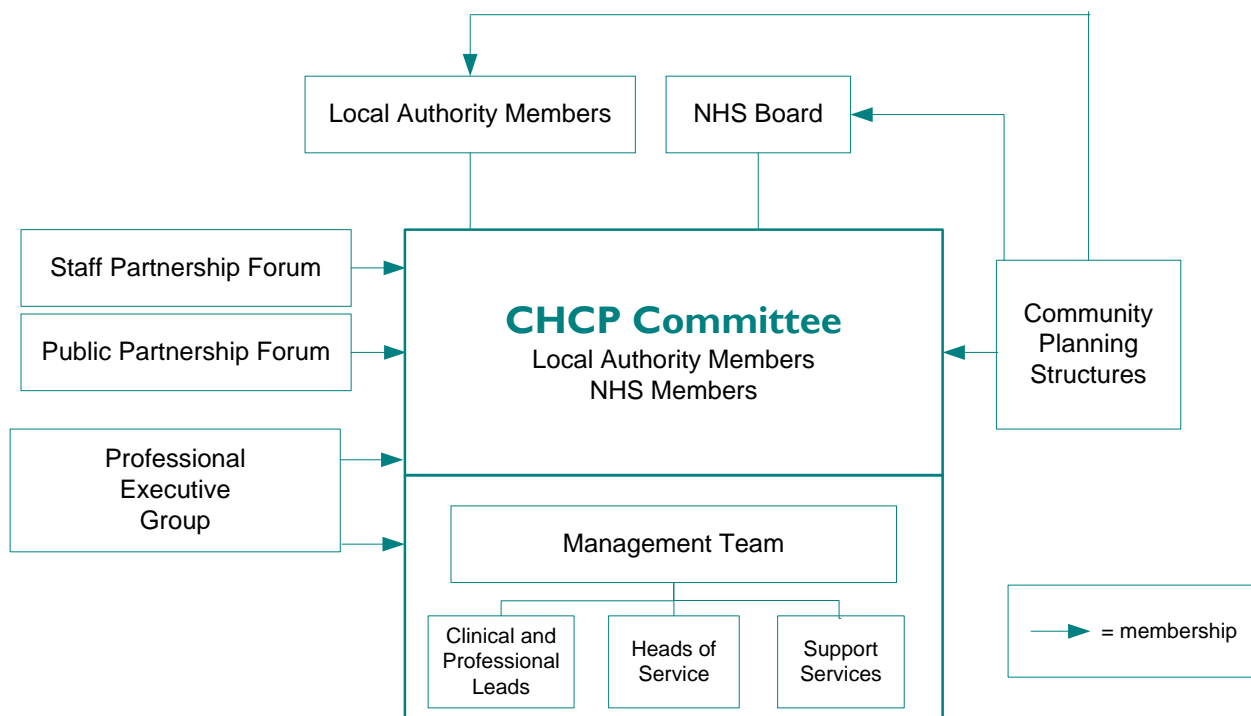 Local Authority Members
NHS Board
Staff Partnership Forum
Public Partnership Forum
Professional
Executive
Group
CHCP Committee
Local Authority Members
NHS Members
Community
Planning
Structures
Management Team
Clinical and
Professional
Leads
Heads of
Service
Support
Services
= membership